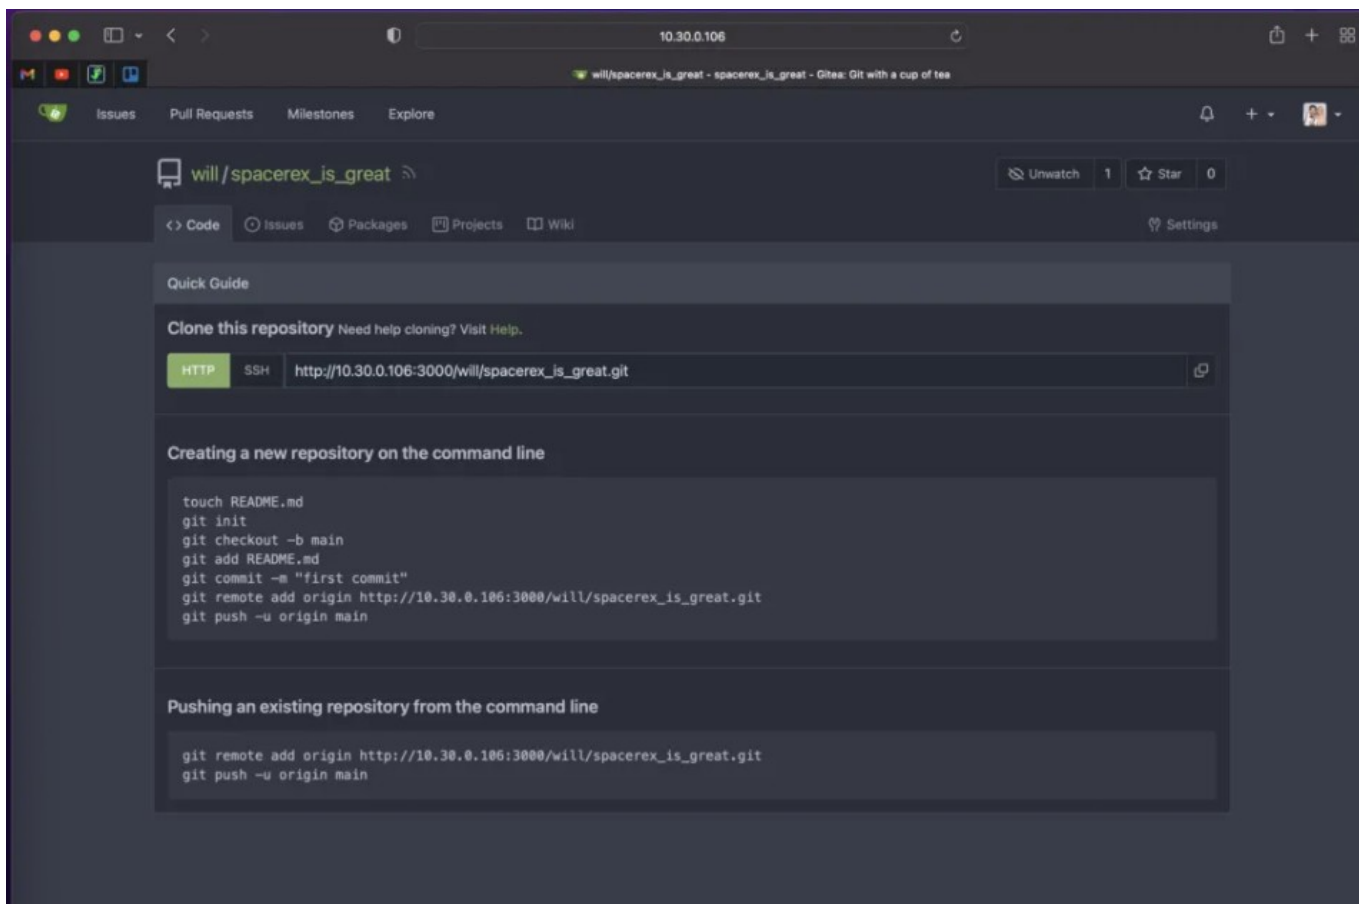 10.30.0.106
will/spacerex_is_great - spacerex_is_great - Gitea: Git with a cup of tea
Issues Pull Requests Milestones Explore
will/spacerex_is_great
Unwatch 1 Star 0
<> Code Issues Packages Projects Wiki Settings
Quick Guide
Clone this repository Need help cloning? Visit Help.
HTTP SSH http://10.30.0.106:3000/will/spacerex_is_great.git
Creating a new repository on the command line
touch README.md
git init
git checkout -b main
git add README.md
git commit -m "first commit"
git remote add origin http://10.30.0.106:3000/will/spacerex_is_great.git
git push -u origin main
Pushing an existing repository from the command line
git remote add origin http://10.30.0.106:3000/will/spacerex_is_great.git
git push -u origin main